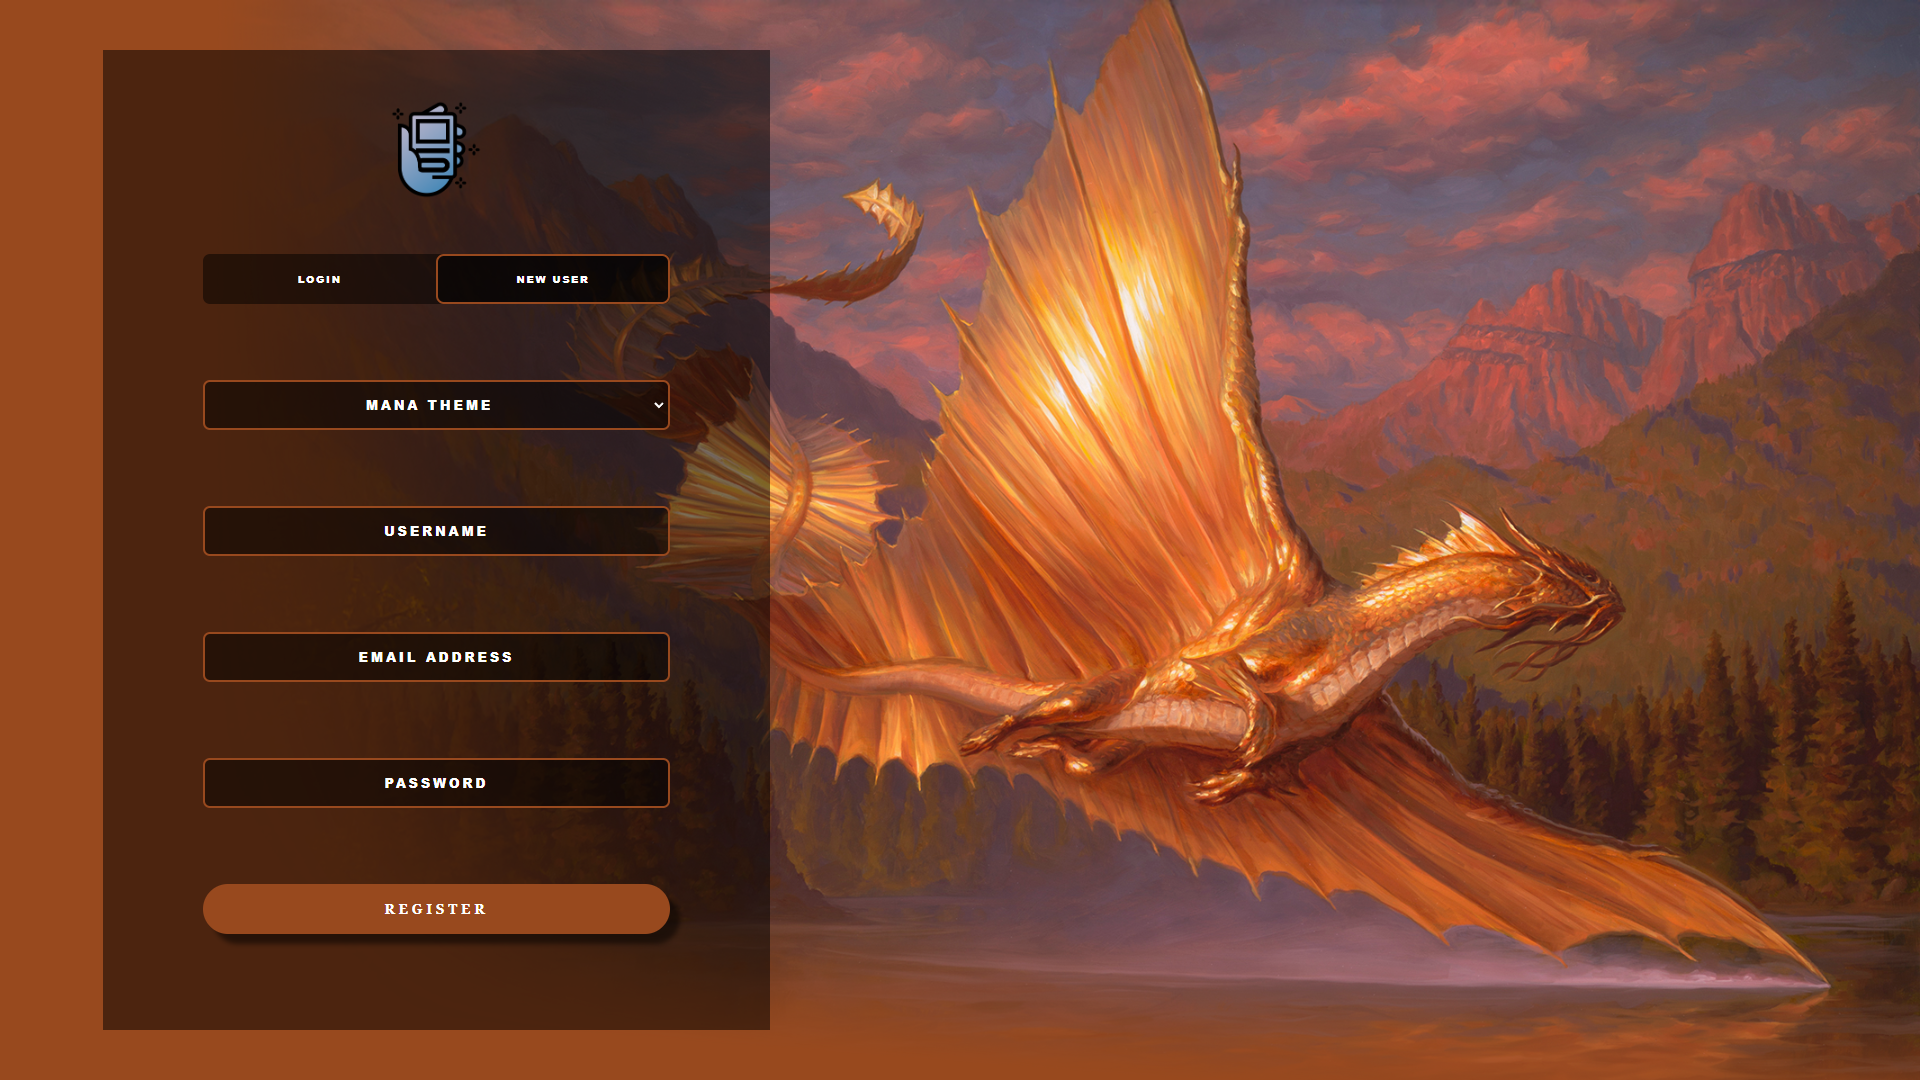 LOGIN
NEW USER
MANA THEME
USERNAME
EMAIL ADDRESS
PASSWORD
REGISTER